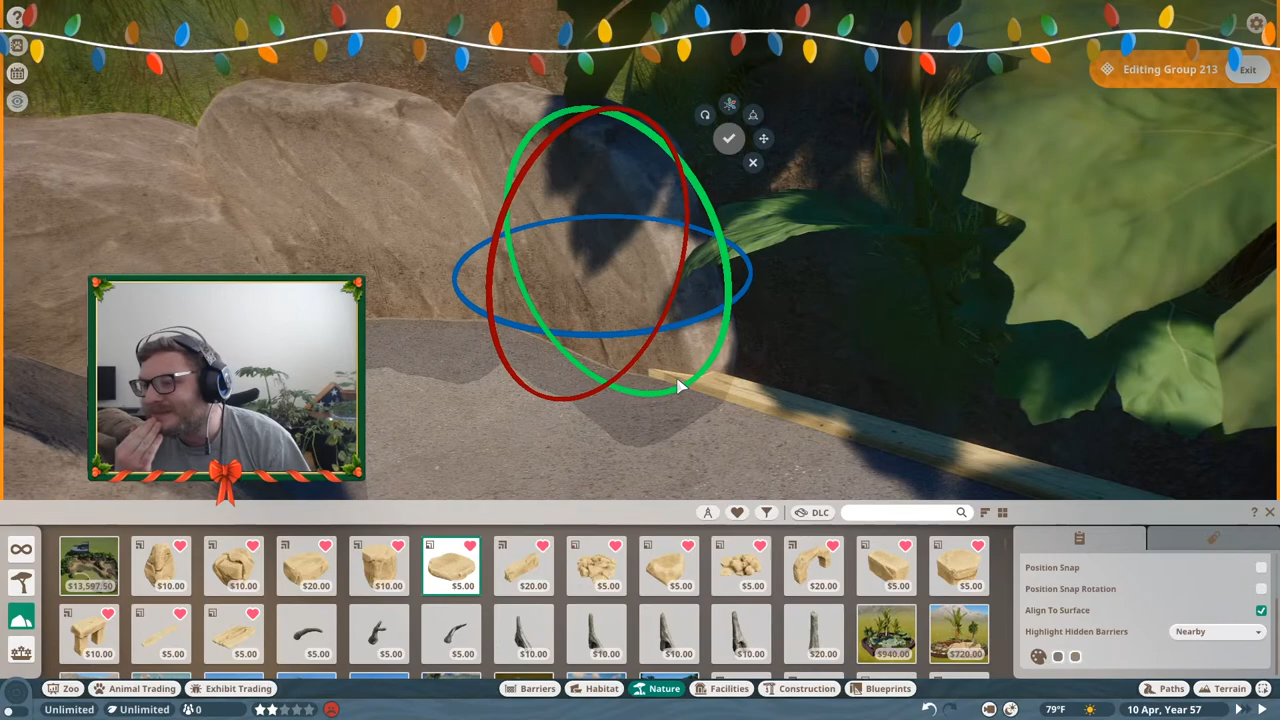 ?
Editing Group 213
Exit
DLC
?
$13,597.50
$10.00
$10.00
$20.00
$10.00
$5.00
$20.00
$5.00
$5.00
$5.00
$20.00
$5.00
$5.00
Position Snap
Position Snap Rotation
Align To Surface
Highlight Hidden Barriers
Nearby
$10.00
$5.00
$5.00
$5.00
$5.00
$5.00
$10.00
$10.00
$10.00
$10.00
$20.00
$940.00
$720.00
Zoo
Animal Trading
Exhibit Trading
Barriers
Habitat
Nature
Facilities
Construction
Blueprints
Paths
Terrain
Unlimited
Unlimited
0
79°F
10 Apr, Year 57